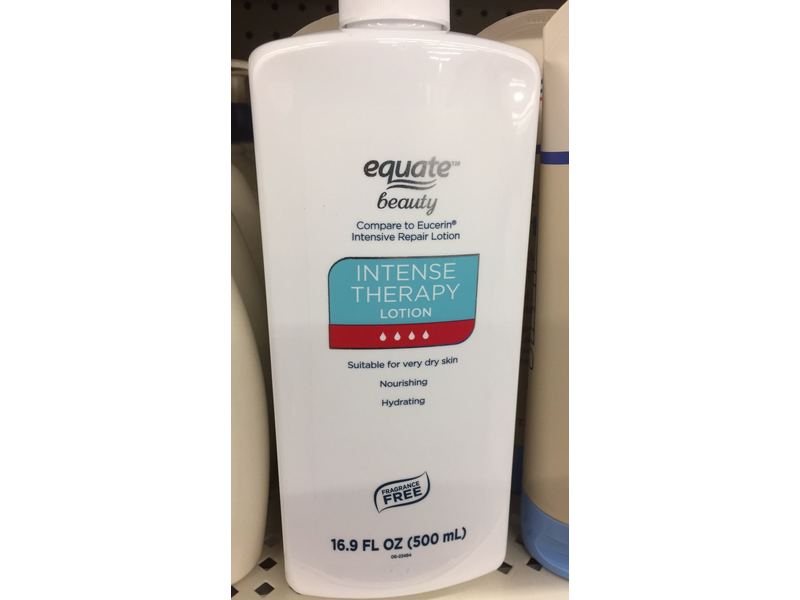 equate™
beauty
Compare to Eucerin®
Intensive Repair Lotion
INTENSE
THERAPY
LOTION
Suitable for very dry skin
Nourishing
Hydrating
FRAGRANCE
FREE
16.9 FL OZ (500 mL)